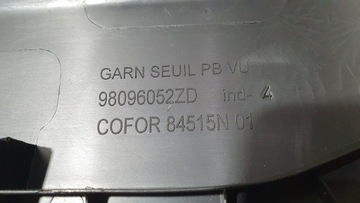 GARN SEUIL PB VU
98096052ZD ind- 4
COFOR 84515N 01